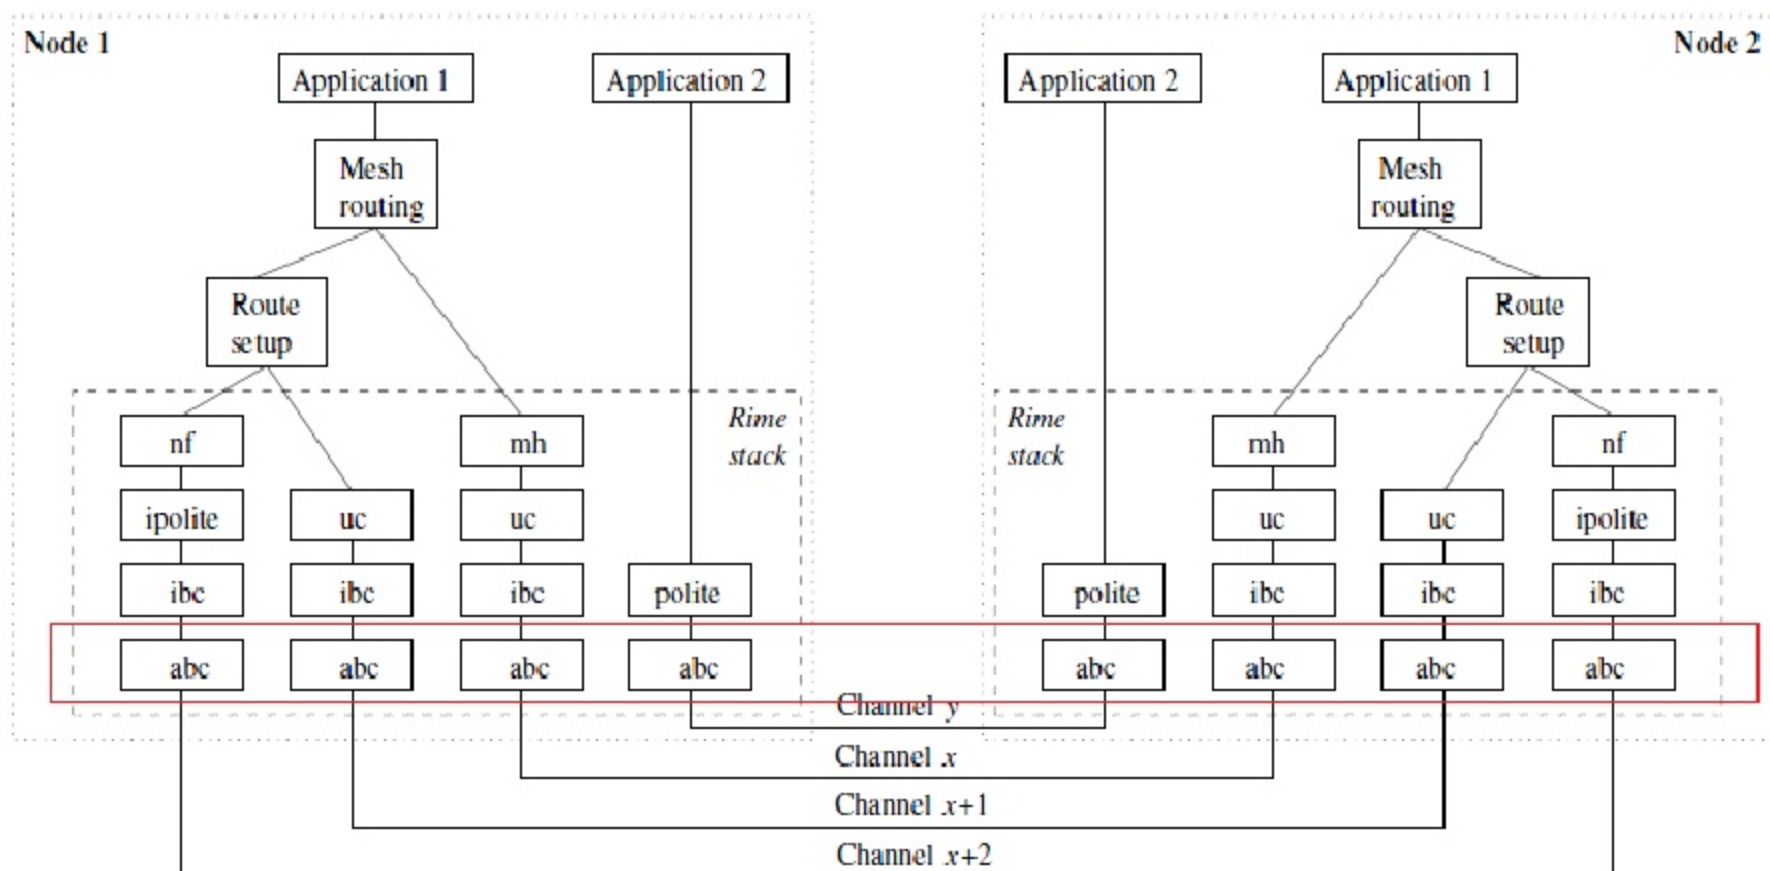 Node 1
Node 2
Application 1
Application 2
Application 2
Application 1
Mesh
routing
Mesh
routing
Route
setup
Route
setup
Rime
stack
Rime
stack
nf
mh
mh
nf
ipolite
uc
uc
uc
uc
ipolite
ibc
ibc
ibc
polite
polite
ibc
ibc
ibc
abc
abc
abc
abc
abc
abc
abc
abc
Channel y
Channel x
Channel x+1
Channel x+2